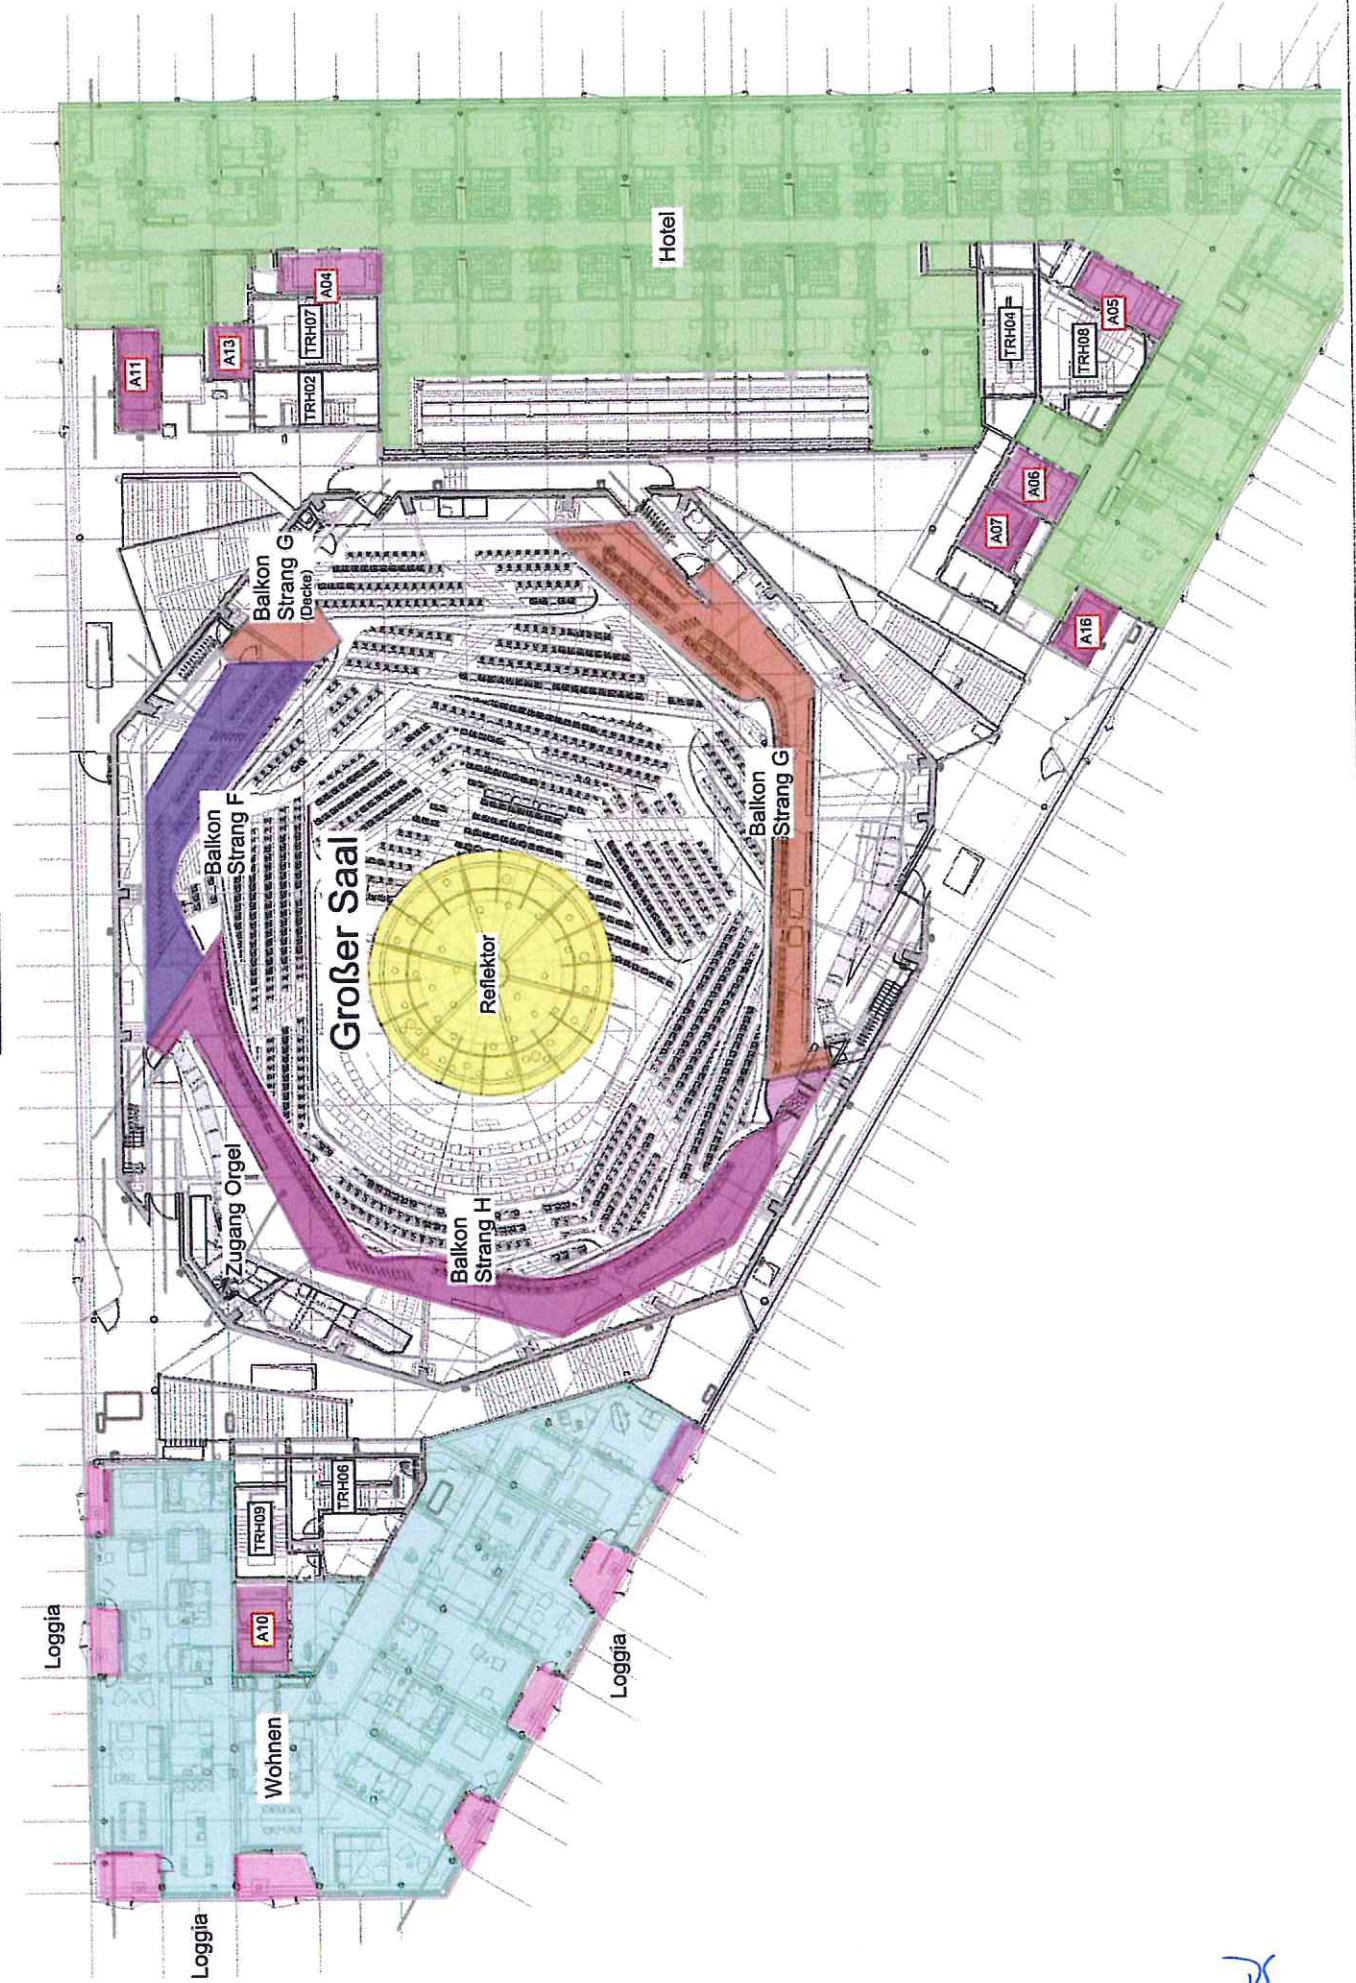 Hotel
A04
A11
A13
TRH07
TRH02
TRH04
TRH08
A05
A06
A07
A16
Balkon
Strang G
(Decke)
Balkon
Strang F
Großer Saal
Reflektor
Balkon
Strang G
Zugang Orgel
Balkon
Strang H
TRH06
TRH09
A10
Loggia
Loggia
Wohnen
Loggia